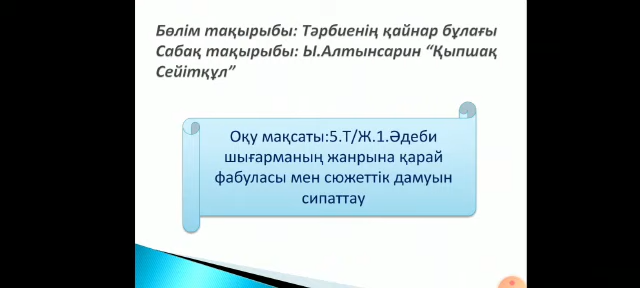 Бөлім тақырыбы: Тәрбиенің қайнар бұлағы
Сабақ тақырыбы: Ы.Алтынсарин “Қыпшақ
Сейітқұл”
Оқу мақсаты:5.Т/Ж.1.Әдеби
шығарманың жанрына қарай
фабуласы мен сюжеттік дамуын
сипаттау